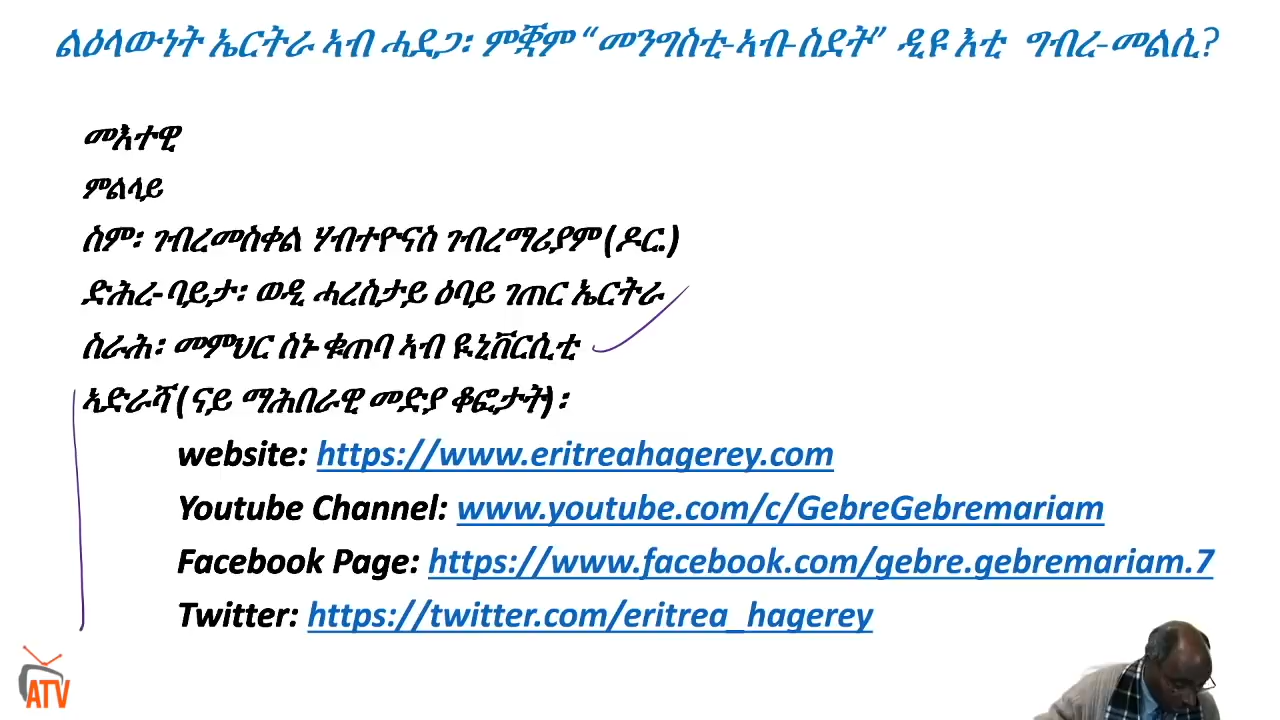 ልዕላውነት ኤርትራ ኣብ ሓደጋ፡ ምቛም “መንግስቲ-ኣብ-ስደት” ዲዩ እቲ ግብረ-መልሲ?
መእተዊ
ምልላይ
ስም፡ ገብረመስቀል ሃብተዮናስ ገብረማሪያም(ዶር.)
ድሕረ-ባይታ፡ ወዲ ሓረስታይ ዕባይ ገጠር ኤርትራ
ስራሕ፡ መምህር ስኑ-ቁጠባ ኣብ ዪኒቨርሲቲ
ኣድራሻ(ናይ ማሕበራዊ መድያ ቆፎታት)፡
website: https://www.eritreahagerey.com
Youtube Channel: www.youtube.com/c/GebreGebremariam
Facebook Page: https://www.facebook.com/gebre.gebremariam.7
Twitter: https://twitter.com/eritrea_hagerey
ATV